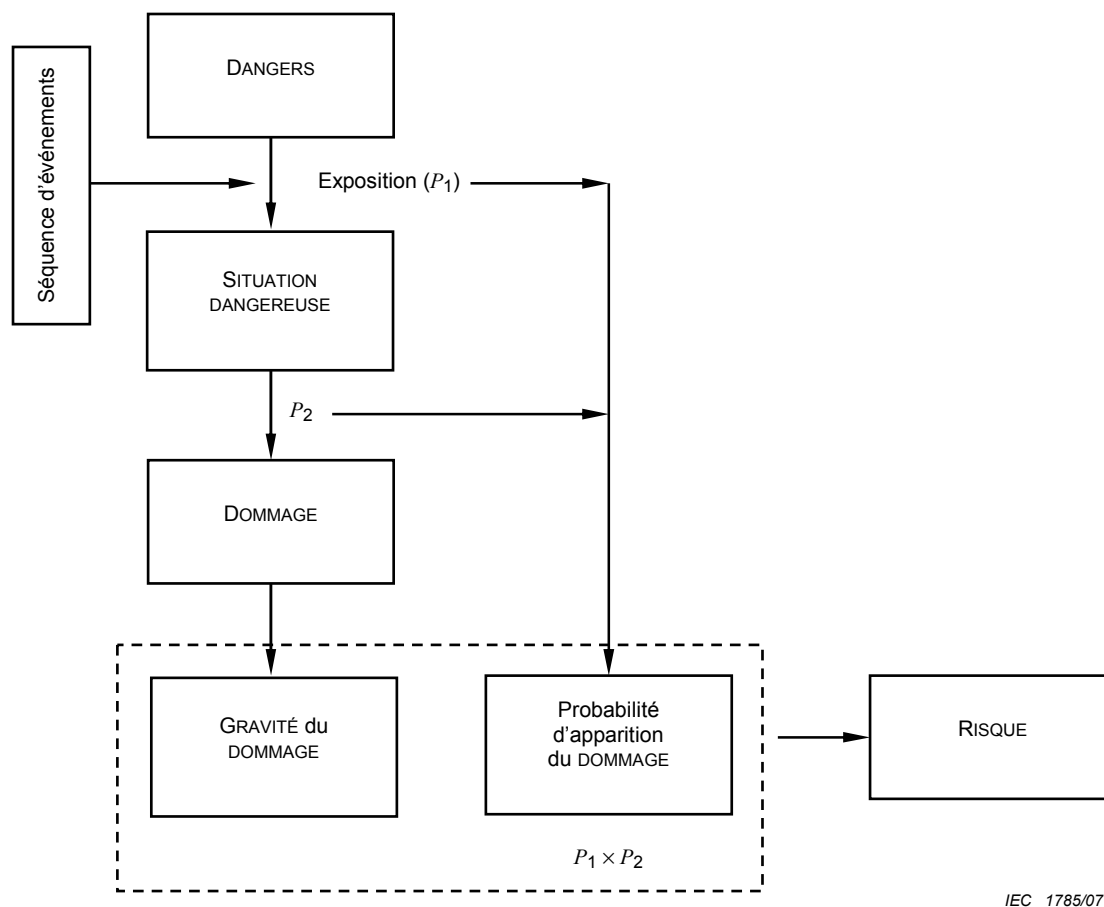 DANGERS
Séquence d'événements
Exposition (P1)
SITUATION
DANGEREUSE
P2
DOMMAGE
GRAVITÉ du
DOMMAGE
Probabilité
d'apparition
du DOMMAGE
RISQUE
P1 × P2
IEC 1785/07